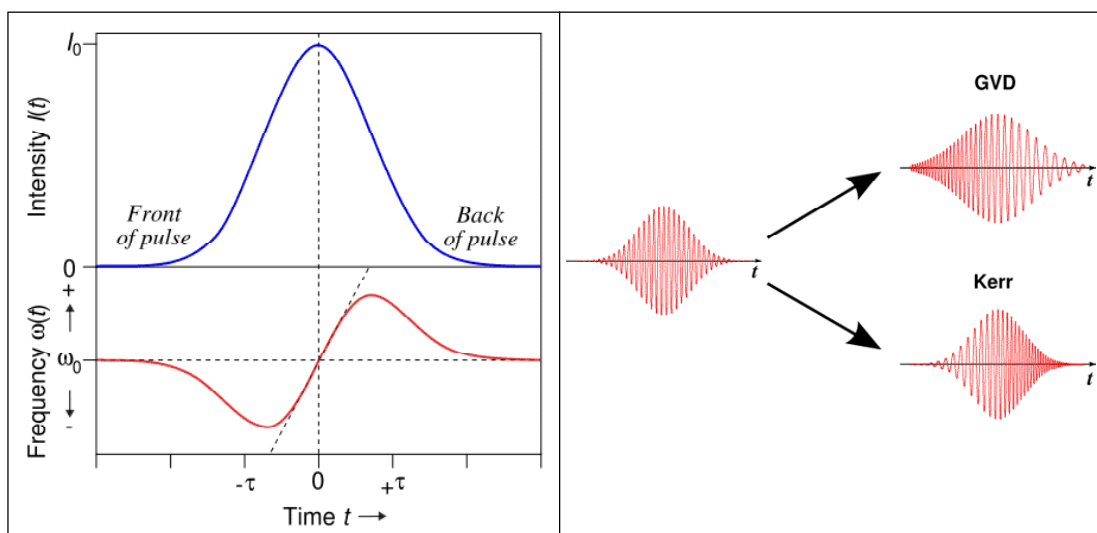 I₀
Intensity I(t)
Front
of pulse
Back
of pulse
0
+
Frequency ω(t)
ω₀
-
-τ
0
+τ
Time t →
t
GVD
t
Kerr
t